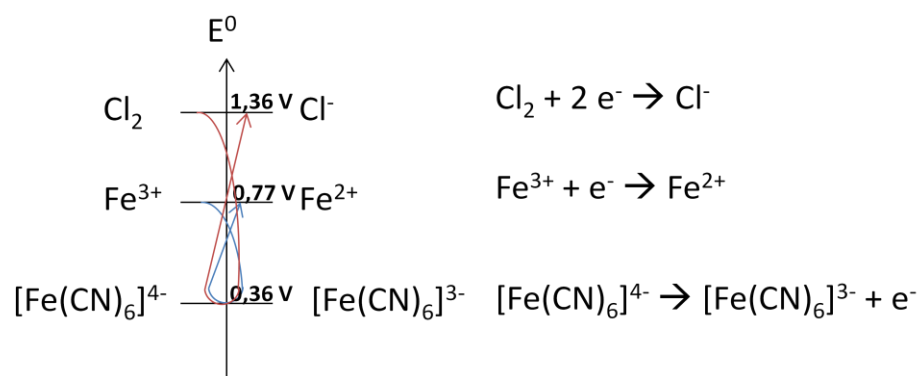 E⁰
Cl₂ 1,36 V Cl⁻ Cl₂ + 2 e⁻ → Cl⁻
Fe³⁺ 0,77 V Fe²⁺ Fe³⁺ + e⁻ → Fe²⁺
[Fe(CN)₆]⁴⁻ 0,36 V [Fe(CN)₆]³⁻ [Fe(CN)₆]⁴⁻ → [Fe(CN)₆]³⁻ + e⁻